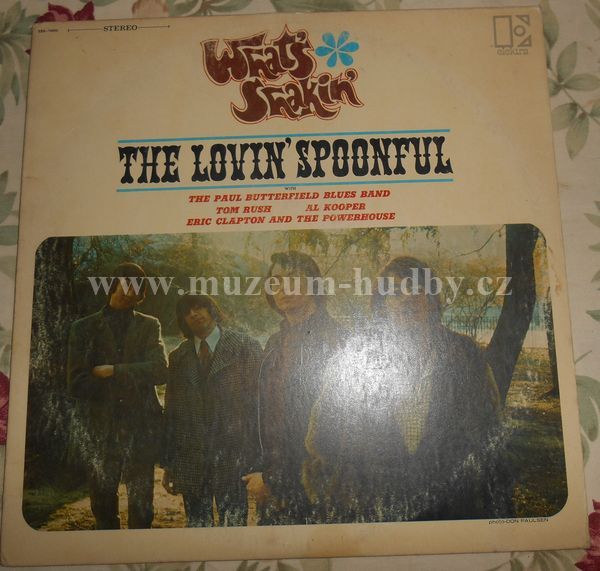 STEREO
elektra
What's
Shakin'
THE LOVIN' SPOONFUL
WITH
THE PAUL BUTTERFIELD BLUES BAND
TOM RUSH AL KOOPER
ERIC CLAPTON AND THE POWERHOUSE
www.muzeum-hudby.cz
photo-DON PAULSEN